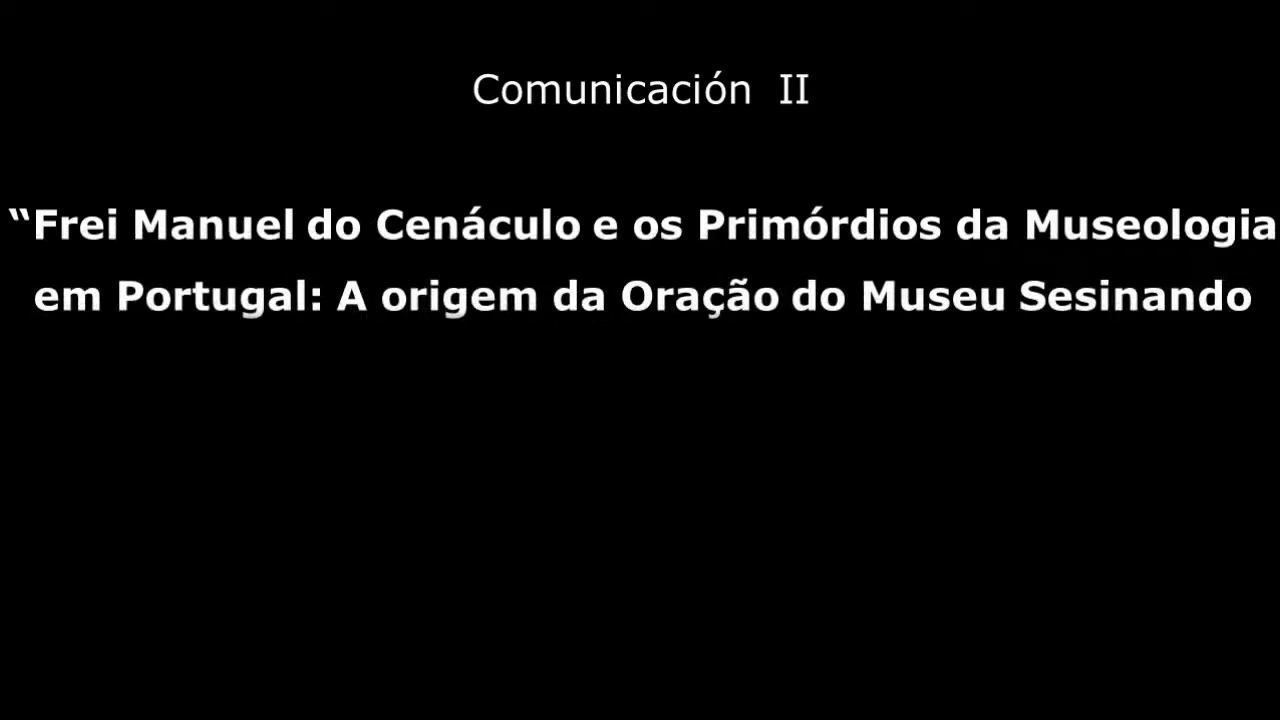 Comunicación II
“Frei Manuel do Cenáculo e os Primórdios da Museologia
em Portugal: A origem da Oração do Museu Sesinando